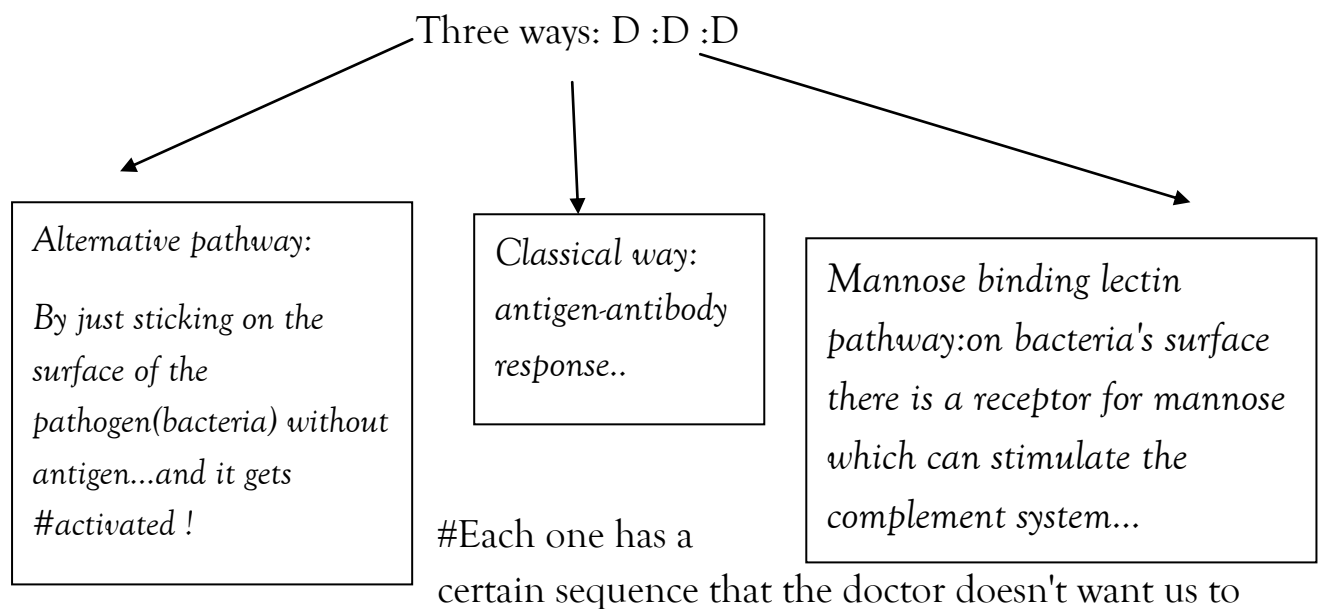 Three ways: D :D :D
Alternative pathway:
By just sticking on the
surface of the
pathogen(bacteria) without
antigen...and it gets
#activated !
Classical way:
antigen-antibody
response..
Mannose binding lectin
pathway:on bacteria's surface
there is a receptor for mannose
which can stimulate the
complement system...
#Each one has a
certain sequence that the doctor doesn't want us to